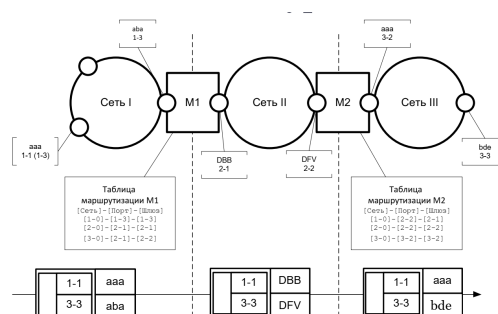 aba
1-3
aaa
3-2
Сеть I
M1
Сеть II
M2
Сеть III
aaa
1-1 (1-3)
DBB
2-1
DFV
2-2
bde
3-3
Таблица
маршрутизации M1
[Сеть]-[Порт]-[Шлюз]
[1-0]-[1-3]-[1-3]
[2-0]-[2-1]-[2-1]
[3-0]-[2-1]-[2-2]
Таблица
маршрутизации M2
[Сеть]-[Порт]-[Шлюз]
[1-0]-[2-2]-[2-1]
[2-0]-[2-2]-[2-2]
[3-0]-[3-2]-[3-2]
1-1 aaa
3-3 aba
1-1 DBB
3-3 DFV
1-1 aaa
3-3 bde